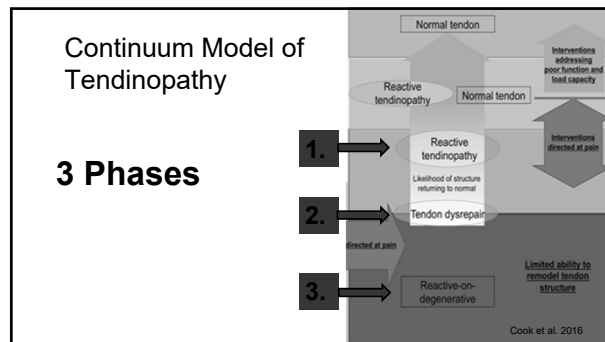 Continuum Model of
Tendinopathy
3 Phases
1.
2.
3.
Normal tendon
Reactive
tendinopathy
Normal tendon
Reactive
tendinopathy
Likelihood of structure
returning to normal
Tendon dysrepair
directed at pain
Reactive-on-
degenerative
Interventions
addressing
poor function and
load capacity
Interventions
directed at pain
Limited ability to
remodel tendon
structure
Cook et al. 2016